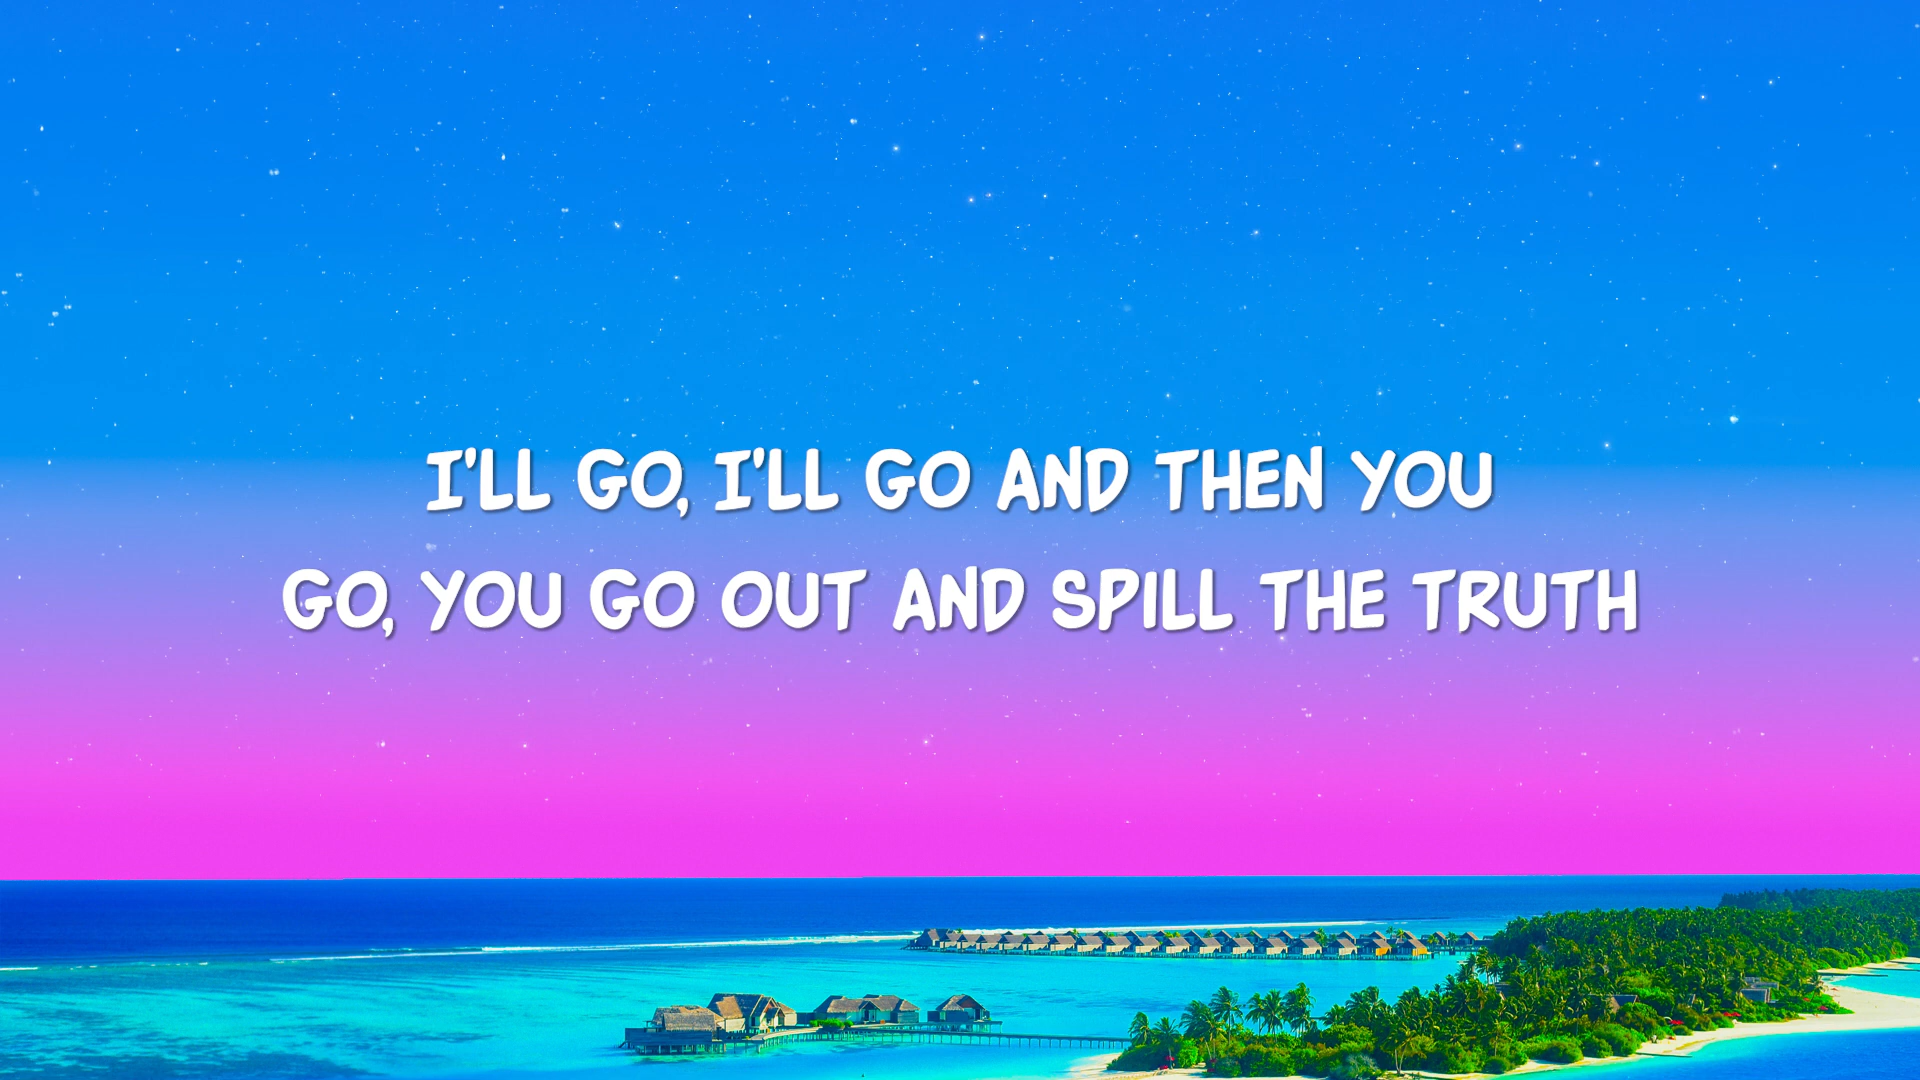 I'LL GO, I'LL GO AND THEN YOU
GO, YOU GO OUT AND SPILL THE TRUTH